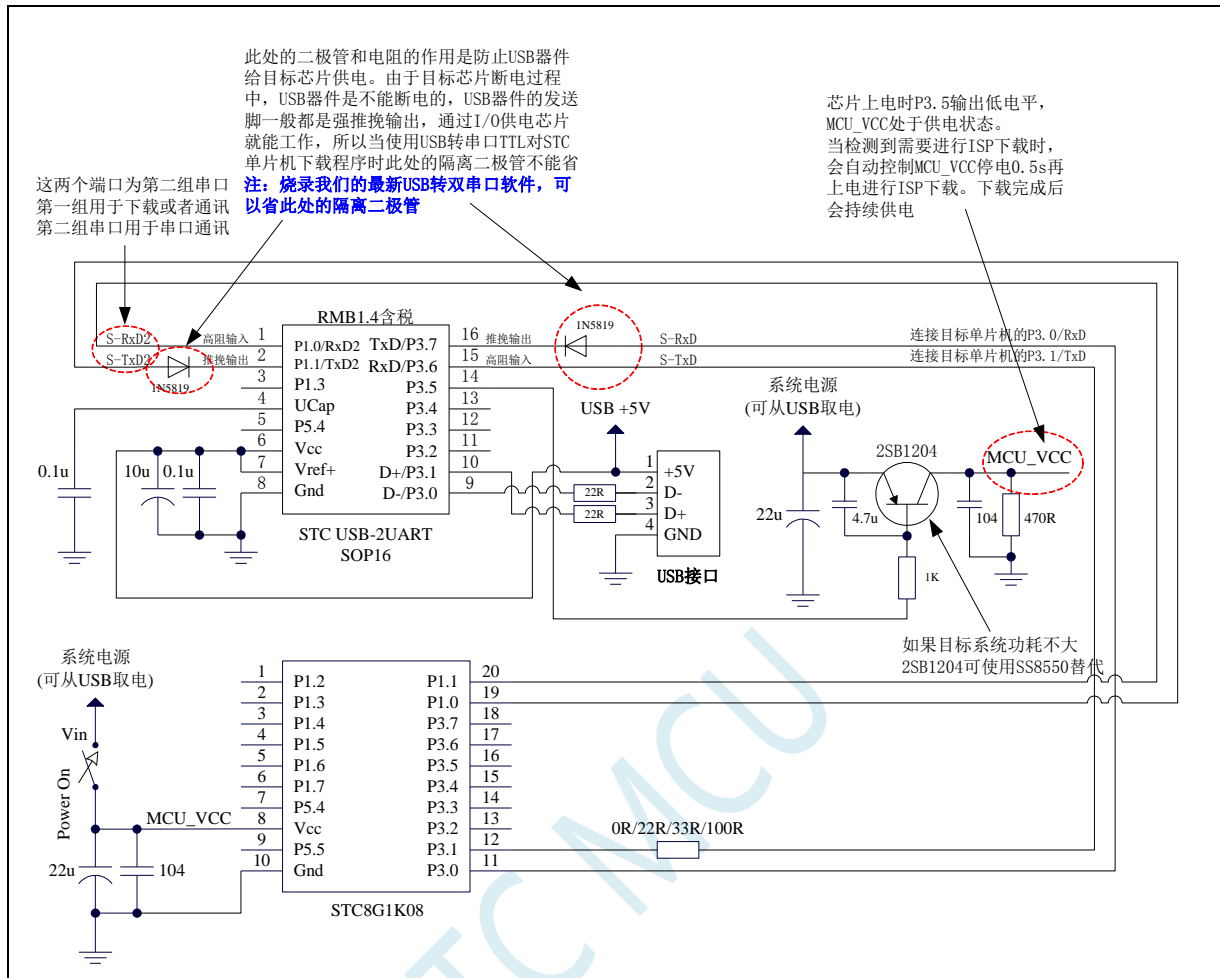 此处的二极管和电阻的作用是防止USB器件
给目标芯片供电。由于目标芯片断电过程
中，USB器件是不能断电的，USB器件的发送
脚一般都是强推挽输出，通过I/O供电芯片
就能工作，所以当使用USB转串口TTL对STC
单片机下载程序时此处的隔离二极管不能省
注：烧录我们的最新USB转双串口软件，可
以省此处的隔离二极管
这两个端口为第二组串口
第一组用于下载或者通讯
第二组串口用于串口通讯
芯片上电时P3.5输出低电平，
MCU_VCC处于供电状态。
当检测到需要进行ISP下载时，
会自动控制MCU_VCC停电0.5s再
上电进行ISP下载。下载完成后
会持续供电
RMB1.4含税
S-RxD2
高阻输入
1
P1.0/RxD2
TxD/P3.7
16
推挽输出
1N5819
S-RxD
连接目标单片机的P3.0/RxD
S-TxD2
1N5819
推挽输出
2
P1.1/TxD2
RxD/P3.6
15
高阻输入
S-TxD
连接目标单片机的P3.1/TxD
3
P1.3
P3.5
14
4
UCap
P3.4
13
5
P5.4
P3.3
12
6
Vcc
P3.2
11
7
Vref+
D+/P3.1
10
8
Gnd
D-/P3.0
9
STC USB-2UART
SOP16
0.1u
10u
0.1u
USB +5V
1
+5V
2
D-
3
D+
4
GND
22R
22R
USB接口
系统电源
(可从USB取电)
2SB1204
MCU_VCC
22u
4.7u
104
470R
1K
如果目标系统功耗不大
2SB1204可使用SS8550替代
系统电源
(可从USB取电)
Vin
Power On
MCU_VCC
22u
104
1
P1.2
P1.1
20
2
P1.3
P1.0
19
3
P1.4
P3.7
18
4
P1.5
P3.6
17
5
P1.6
P3.5
16
6
P1.7
P3.4
15
7
P5.4
P3.3
14
8
Vcc
P3.2
13
9
P5.5
P3.1
12
10
Gnd
P3.0
11
0R/22R/33R/100R
STC8G1K08
STC MCU